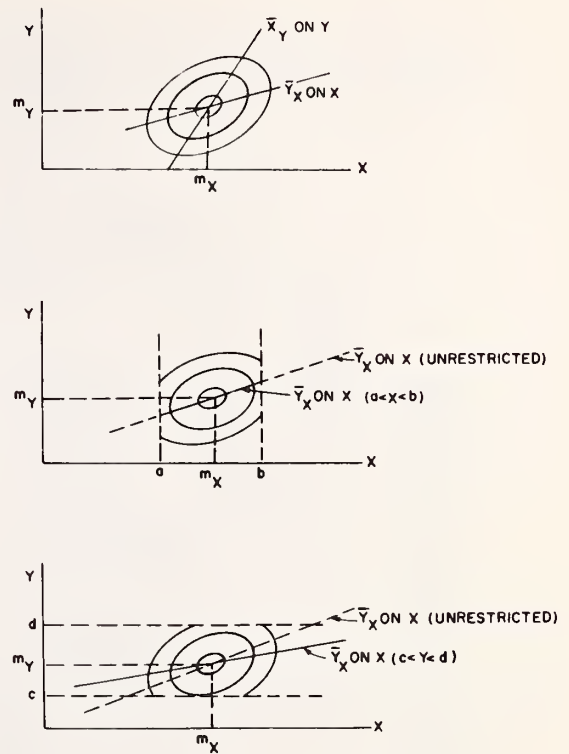 Y
X̄_Y ON Y
Ȳ_X ON X
m_Y
m_X
X
Y
Ȳ_X ON X (UNRESTRICTED)
Ȳ_X ON X (a<X<b)
m_Y
a
m_X
b
X
Y
Ȳ_X ON X (UNRESTRICTED)
d
Ȳ_X ON X (c<Y<d)
m_Y
c
m_X
X